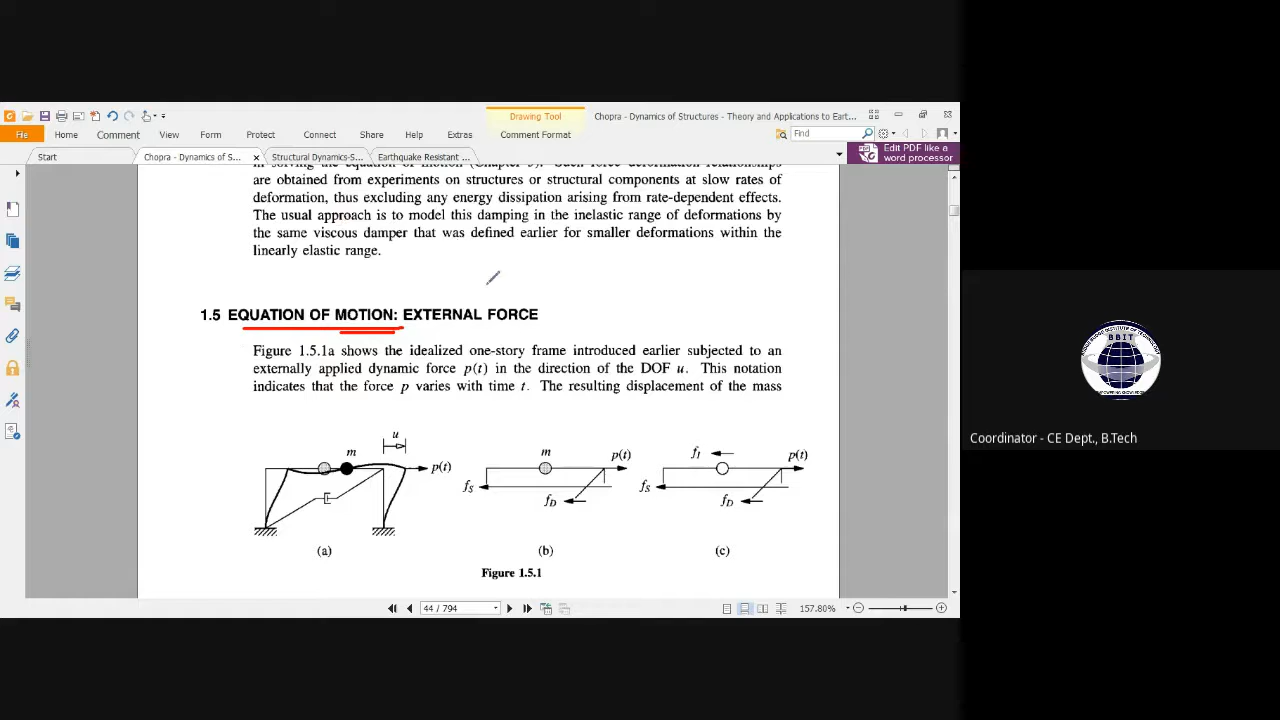 Drawing Tool
Chopra - Dynamics of Structures - Theory and Applications to Eart...
File
Home
Comment
View
Form
Protect
Connect
Share
Help
Extras
Comment Format
Find
Start
Chopra - Dynamics of S...
Structural Dynamics-S...
Earthquake Resistant ...
Edit PDF like a
word processor
are obtained from experiments on structures or structural components at slow rates of
deformation, thus excluding any energy dissipation arising from rate-dependent effects.
The usual approach is to model this damping in the inelastic range of deformations by
the same viscous damper that was defined earlier for smaller deformations within the
linearly elastic range.
1.5 EQUATION OF MOTION: EXTERNAL FORCE
Figure 1.5.1a shows the idealized one-story frame introduced earlier subjected to an
externally applied dynamic force p(t) in the direction of the DOF u. This notation
indicates that the force p varies with time t. The resulting displacement of the mass
u
m
p(t)
(a)
m
p(t)
fS
fD
(b)
fI
p(t)
fS
fD
(c)
Figure 1.5.1
44 / 794
157.80%
BBIT
Coordinator - CE Dept., B.Tech